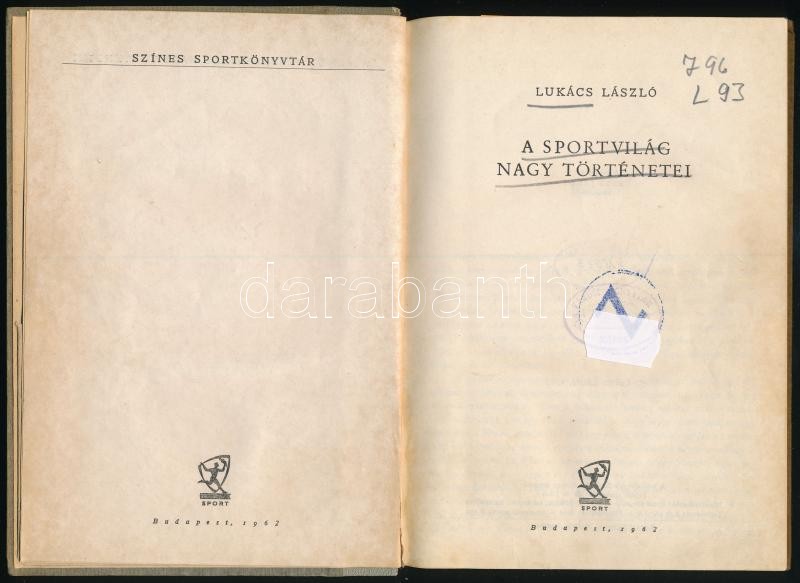 SZÍNES SPORTKÖNYVTÁR
SPORT
Budapest, 1962
796
L 93
LUKÁCS LÁSZLÓ
A SPORTVILÁG
NAGY TÖRTÉNETEI
SPORT
Budapest, 1962
darabanth